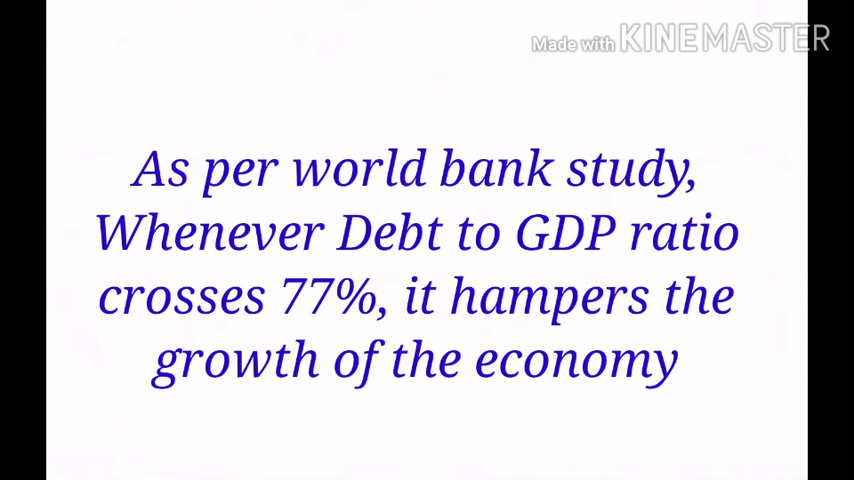 Made with KINEMASTER
As per world bank study,
Whenever Debt to GDP ratio
crosses 77%, it hampers the
growth of the economy